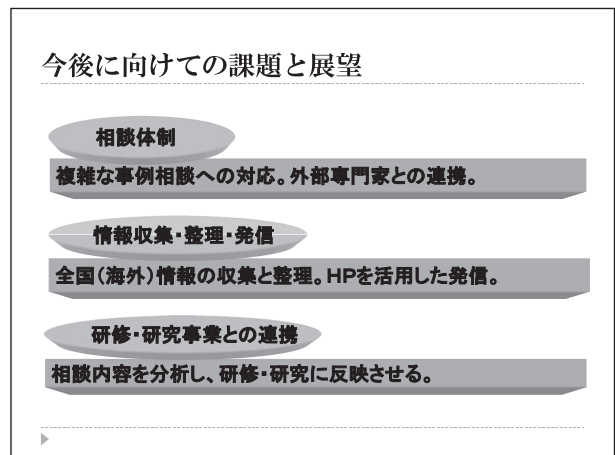 今後に向けての課題と展望
相談体制
複雑な事例相談への対応。外部専門家との連携。
情報収集・整理・発信
全国(海外)情報の収集と整理。HPを活用した発信。
研修・研究事業との連携
相談内容を分析し、研修・研究に反映させる。